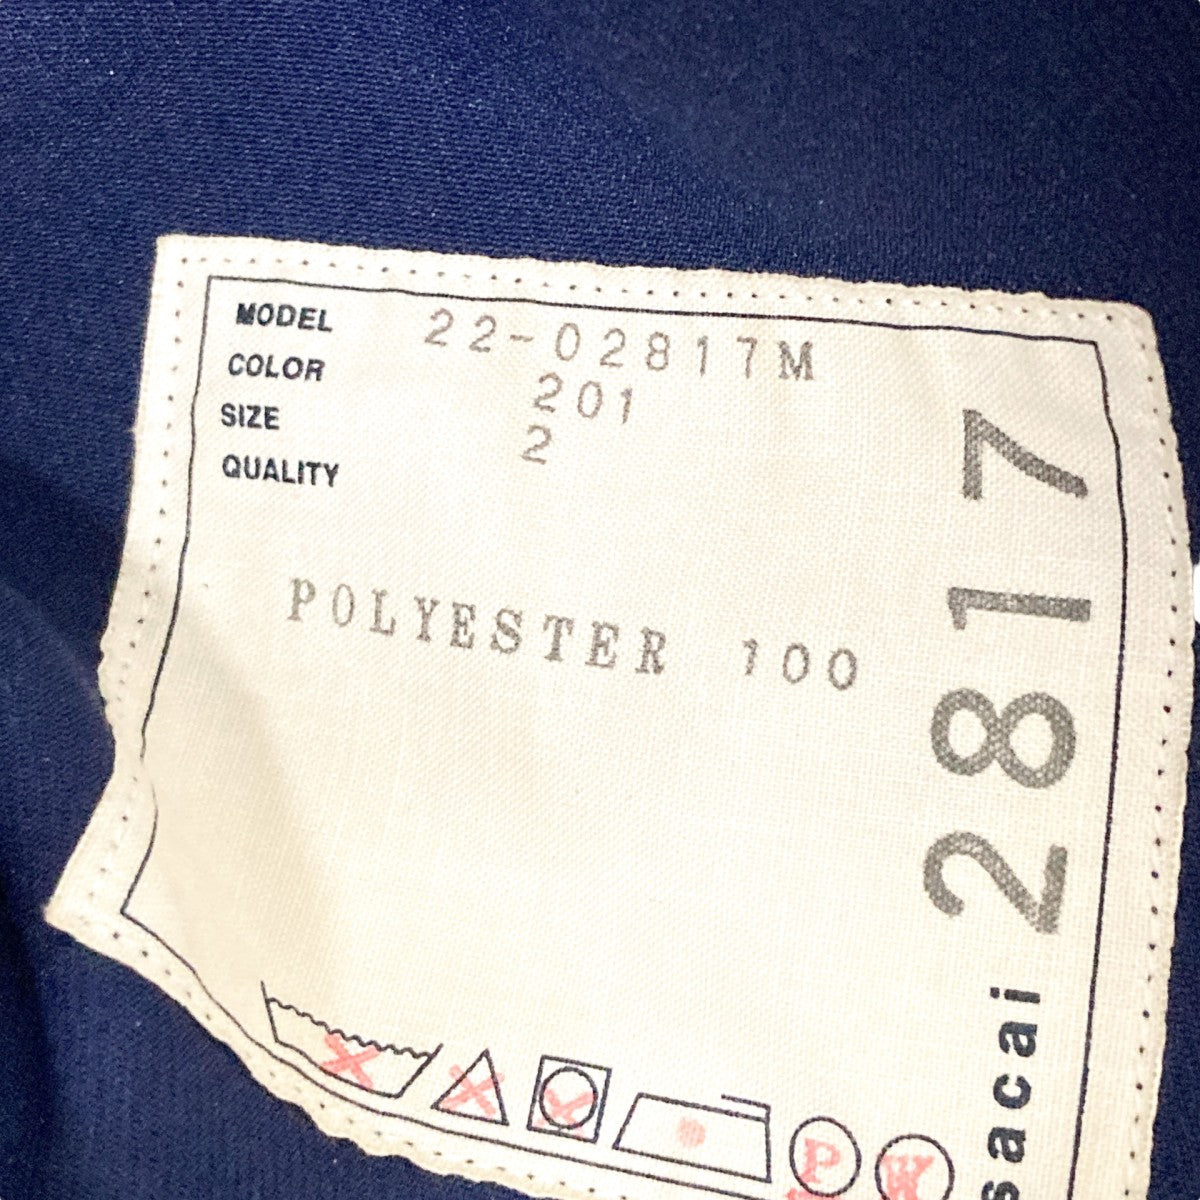 MODEL 22-02817M
COLOR 201
SIZE 2
QUALITY
POLYESTER 100
sacai 2817
P
W